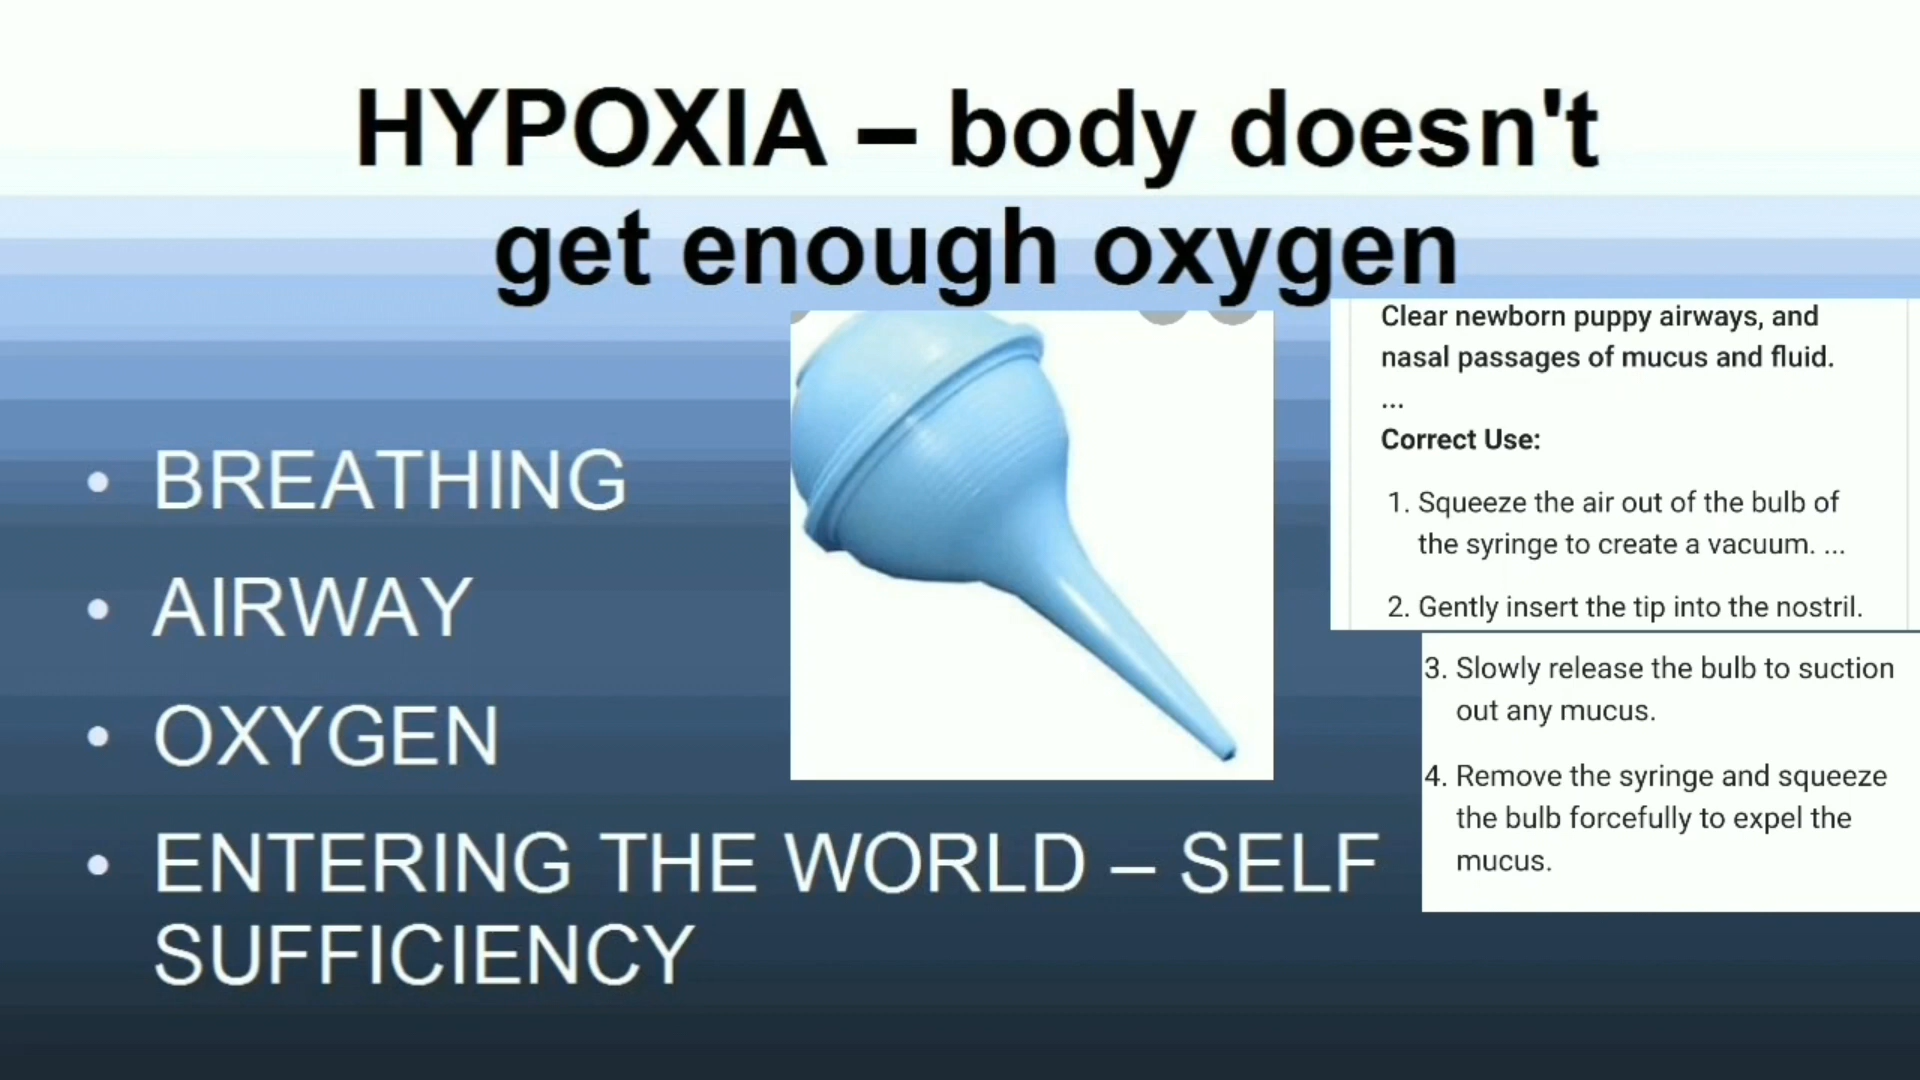 HYPOXIA – body doesn't
get enough oxygen
• BREATHING
• AIRWAY
• OXYGEN
• ENTERING THE WORLD – SELF
SUFFICIENCY
Clear newborn puppy airways, and
nasal passages of mucus and fluid.
...
Correct Use:
1. Squeeze the air out of the bulb of
the syringe to create a vacuum. ...
2. Gently insert the tip into the nostril.
3. Slowly release the bulb to suction
out any mucus.
4. Remove the syringe and squeeze
the bulb forcefully to expel the
mucus.